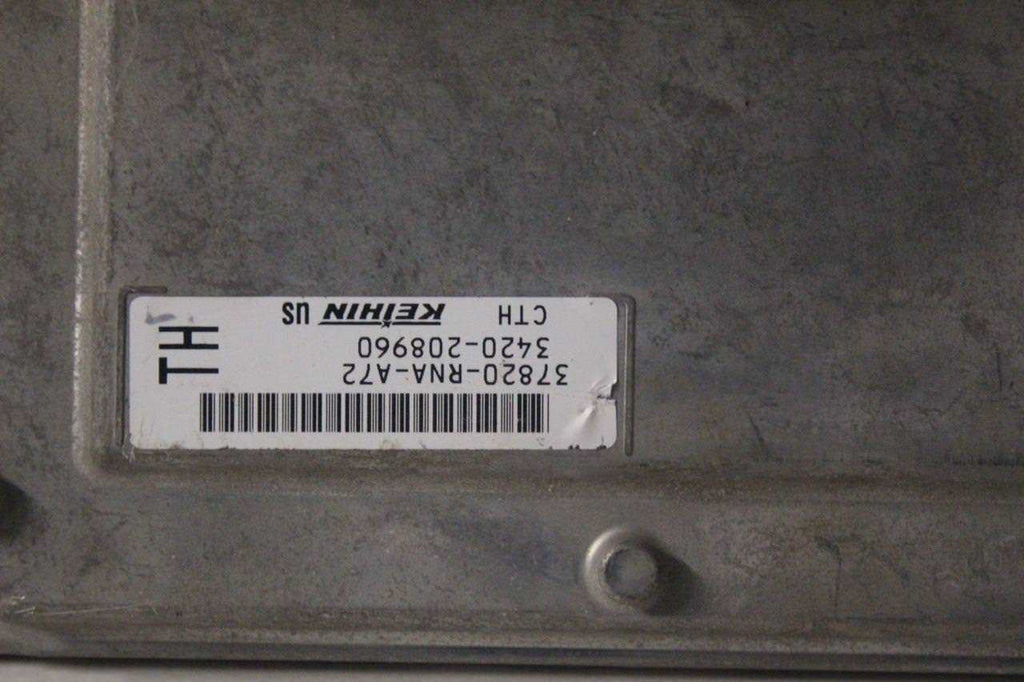 37820-RNA-A72
3420-208960
CTH KEIHIN US
TH